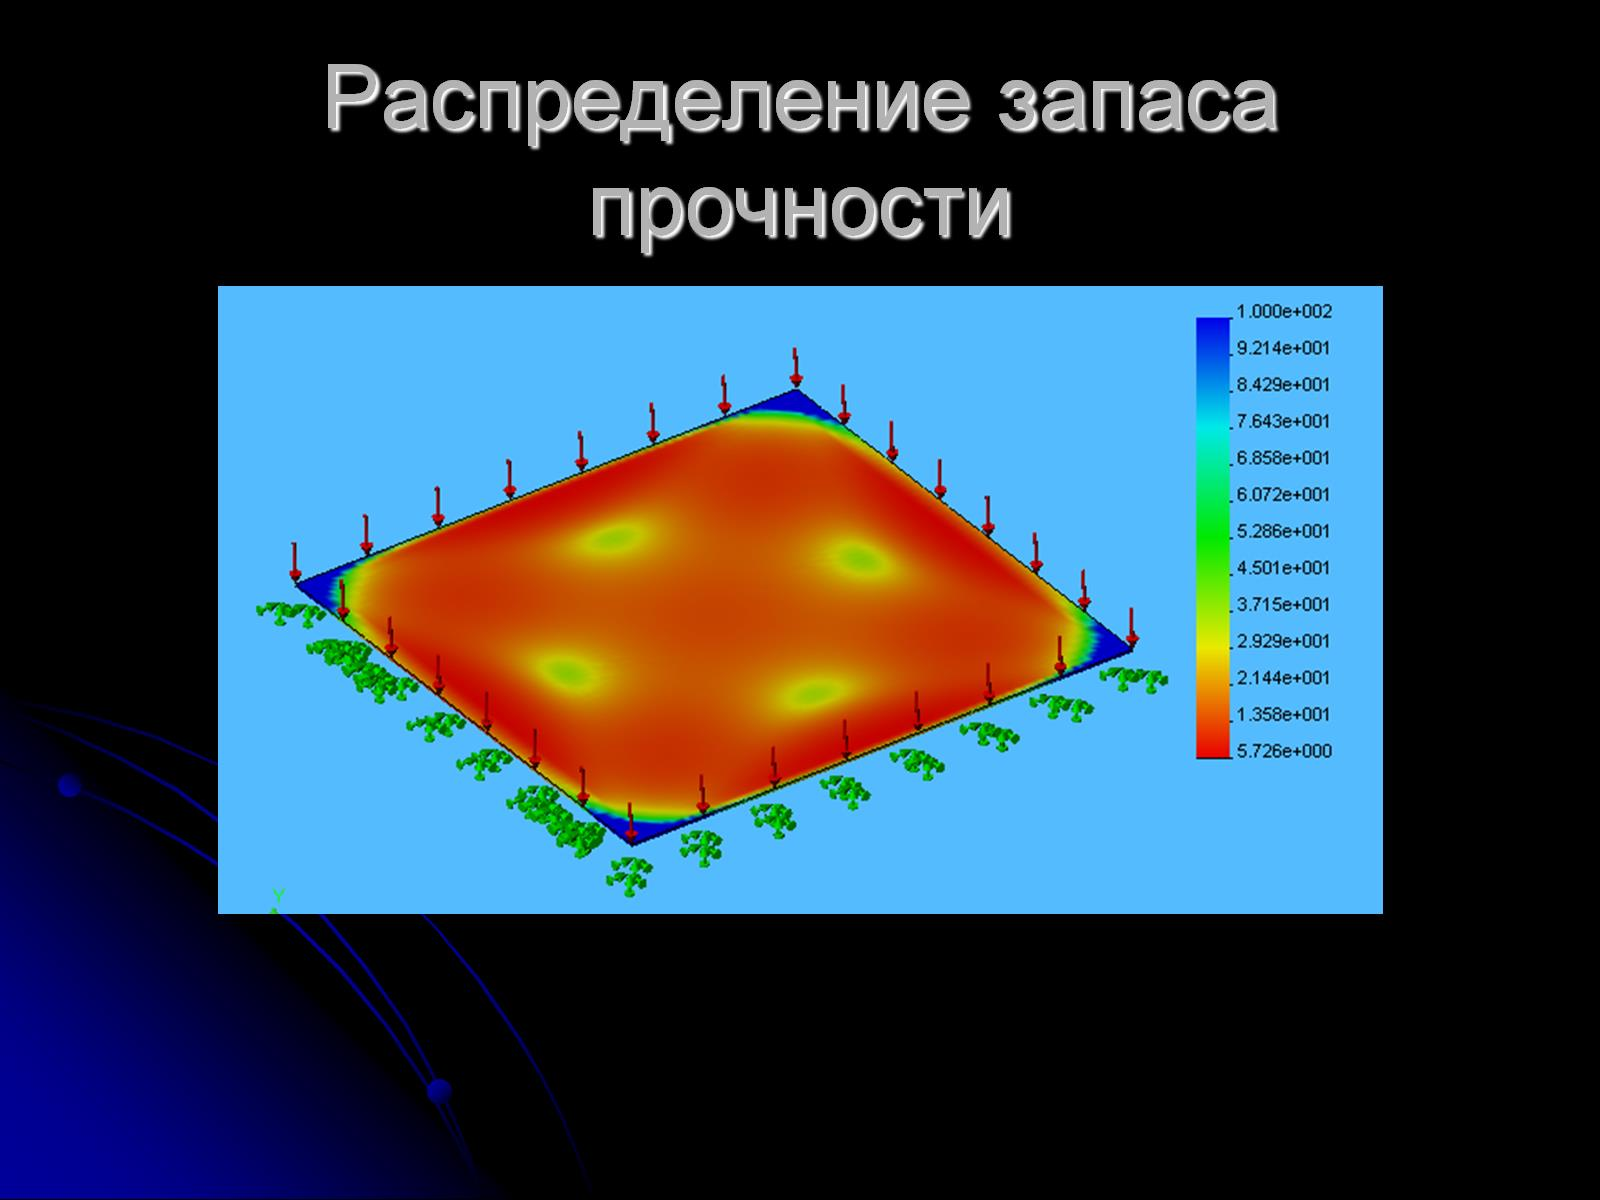 Распределение запаса
прочности
1.000e+002
9.214e+001
8.429e+001
7.643e+001
6.858e+001
6.072e+001
5.286e+001
4.501e+001
3.715e+001
2.929e+001
2.144e+001
1.358e+001
5.726e+000
Y